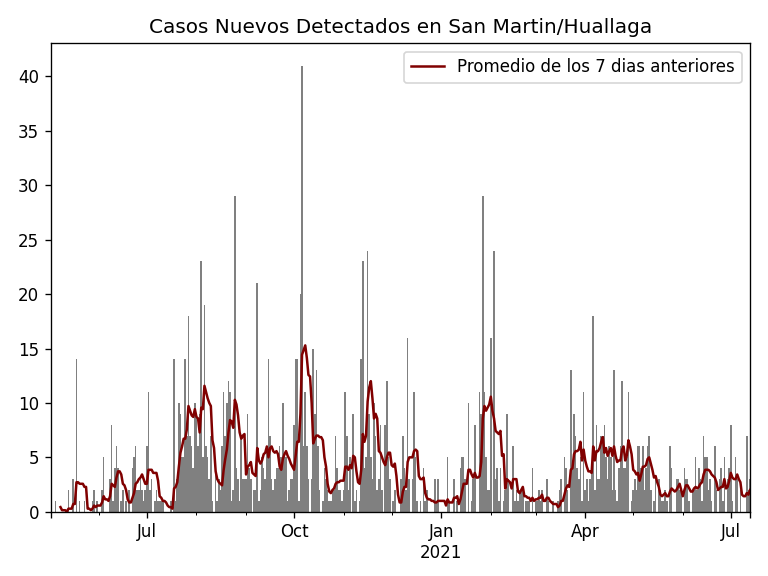 Casos Nuevos Detectados en San Martin/Huallaga
Promedio de los 7 dias anteriores
40
35
30
25
20
15
10
5
0
Jul
Oct
Jan
Apr
Jul
2021